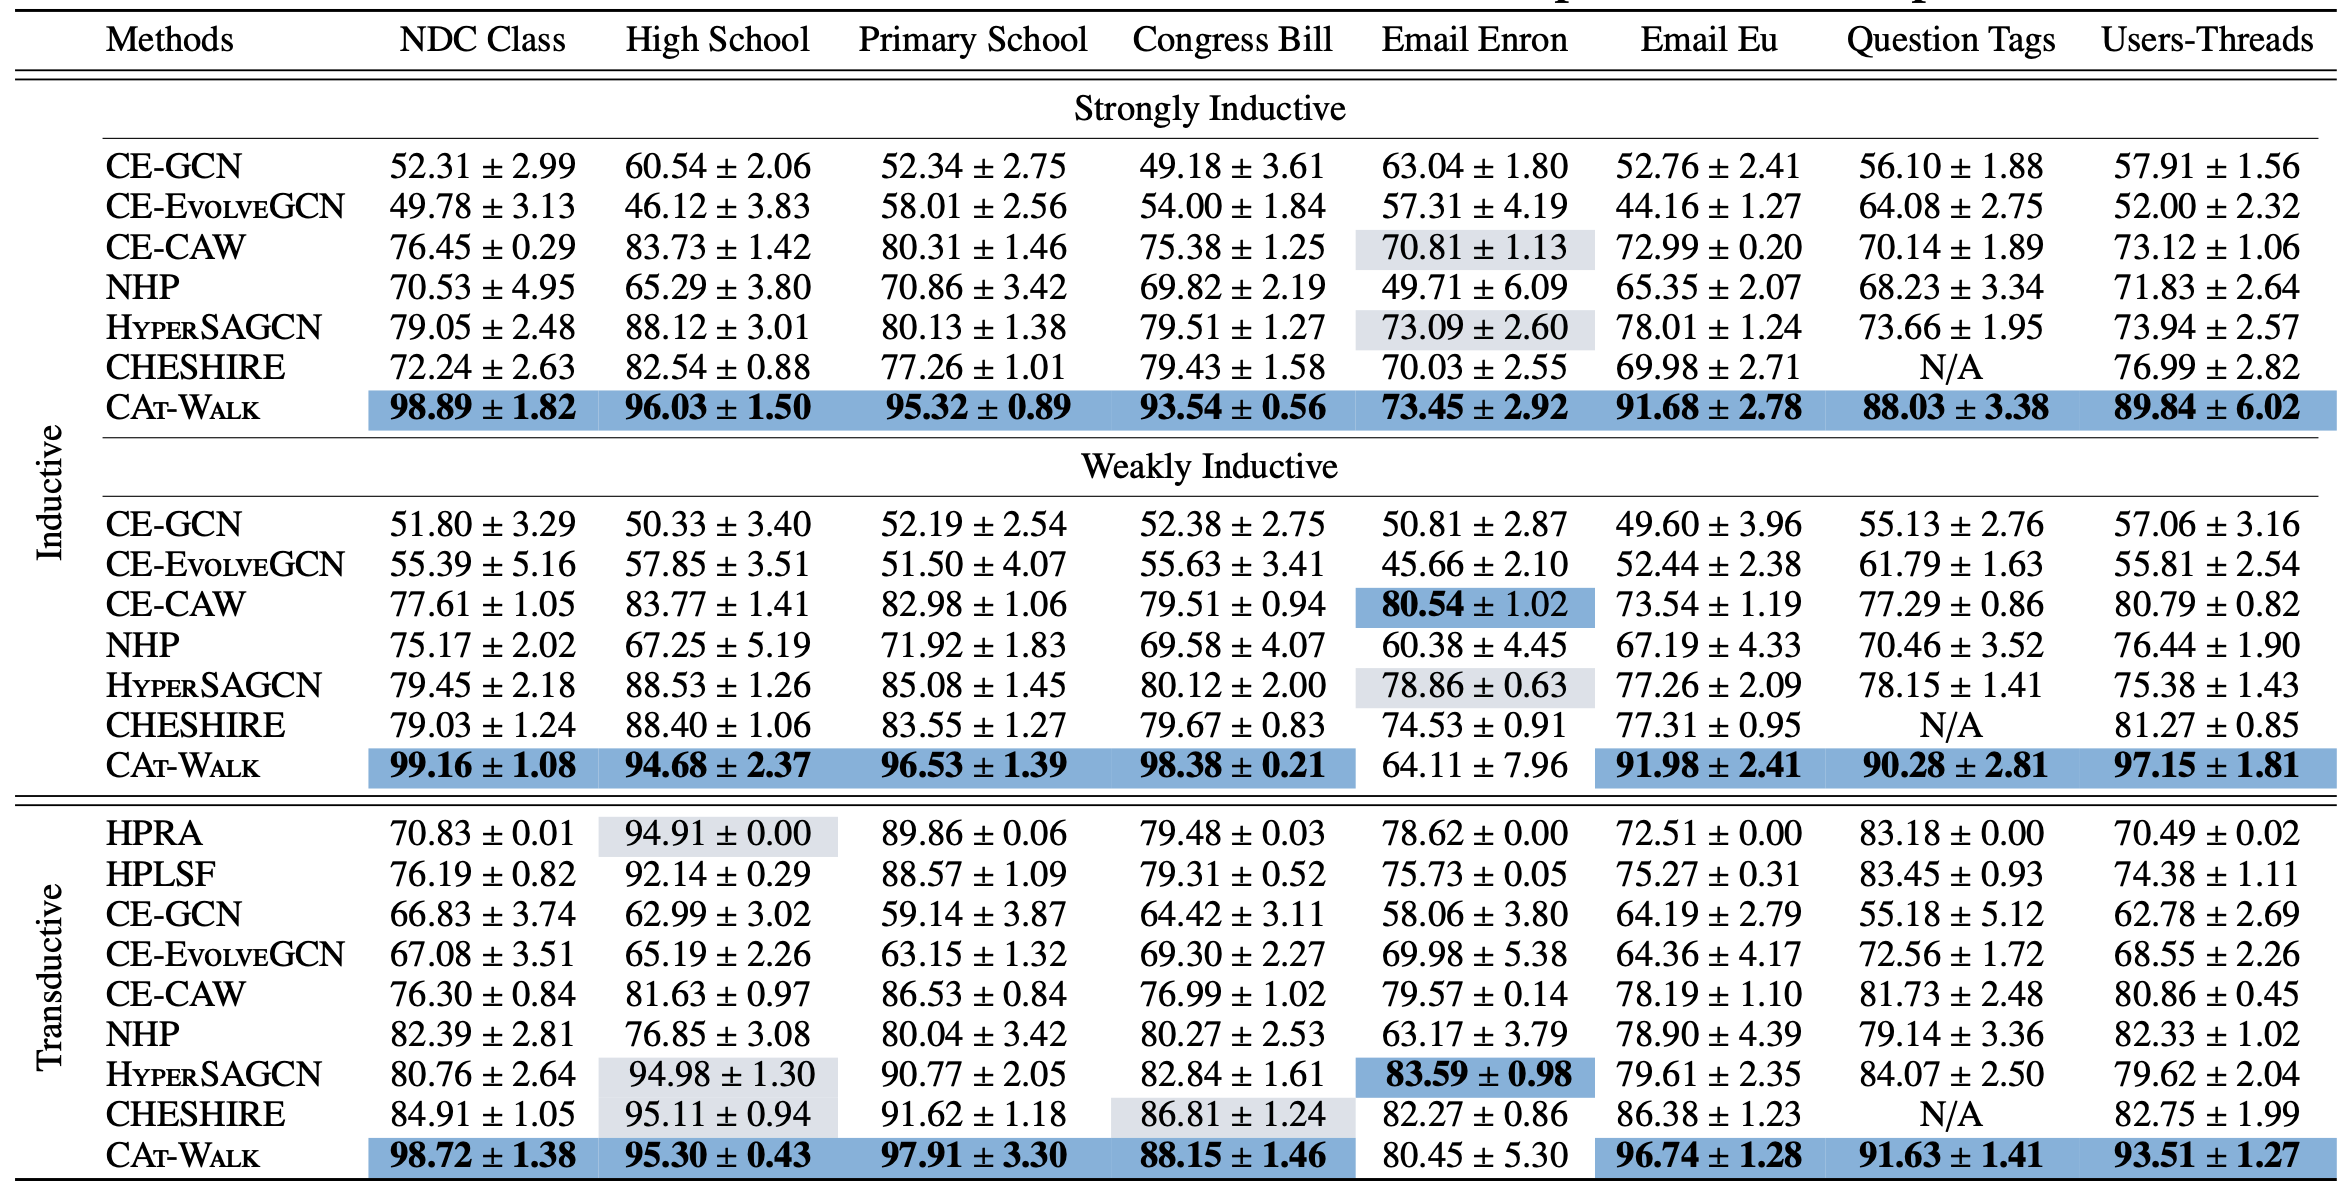 Methods NDC Class High School Primary School Congress Bill Email Enron Email Eu Question Tags Users-Threads
Inductive
Strongly Inductive
CE-GCN 52.31 ± 2.99 60.54 ± 2.06 52.34 ± 2.75 49.18 ± 3.61 63.04 ± 1.80 52.76 ± 2.41 56.10 ± 1.88 57.91 ± 1.56
CE-EvolveGCN 49.78 ± 3.13 46.12 ± 3.83 58.01 ± 2.56 54.00 ± 1.84 57.31 ± 4.19 44.16 ± 1.27 64.08 ± 2.75 52.00 ± 2.32
CE-CAW 76.45 ± 0.29 83.73 ± 1.42 80.31 ± 1.46 75.38 ± 1.25 70.81 ± 1.13 72.99 ± 0.20 70.14 ± 1.89 73.12 ± 1.06
NHP 70.53 ± 4.95 65.29 ± 3.80 70.86 ± 3.42 69.82 ± 2.19 49.71 ± 6.09 65.35 ± 2.07 68.23 ± 3.34 71.83 ± 2.64
HyperSAGCN 79.05 ± 2.48 88.12 ± 3.01 80.13 ± 1.38 79.51 ± 1.27 73.09 ± 2.60 78.01 ± 1.24 73.66 ± 1.95 73.94 ± 2.57
CHESHIRE 72.24 ± 2.63 82.54 ± 0.88 77.26 ± 1.01 79.43 ± 1.58 70.03 ± 2.55 69.98 ± 2.71 N/A 76.99 ± 2.82
CAt-Walk 98.89 ± 1.82 96.03 ± 1.50 95.32 ± 0.89 93.54 ± 0.56 73.45 ± 2.92 91.68 ± 2.78 88.03 ± 3.38 89.84 ± 6.02
Weakly Inductive
CE-GCN 51.80 ± 3.29 50.33 ± 3.40 52.19 ± 2.54 52.38 ± 2.75 50.81 ± 2.87 49.60 ± 3.96 55.13 ± 2.76 57.06 ± 3.16
CE-EvolveGCN 55.39 ± 5.16 57.85 ± 3.51 51.50 ± 4.07 55.63 ± 3.41 45.66 ± 2.10 52.44 ± 2.38 61.79 ± 1.63 55.81 ± 2.54
CE-CAW 77.61 ± 1.05 83.77 ± 1.41 82.98 ± 1.06 79.51 ± 0.94 80.54 ± 1.02 73.54 ± 1.19 77.29 ± 0.86 80.79 ± 0.82
NHP 75.17 ± 2.02 67.25 ± 5.19 71.92 ± 1.83 69.58 ± 4.07 60.38 ± 4.45 67.19 ± 4.33 70.46 ± 3.52 76.44 ± 1.90
HyperSAGCN 79.45 ± 2.18 88.53 ± 1.26 85.08 ± 1.45 80.12 ± 2.00 78.86 ± 0.63 77.26 ± 2.09 78.15 ± 1.41 75.38 ± 1.43
CHESHIRE 79.03 ± 1.24 88.40 ± 1.06 83.55 ± 1.27 79.67 ± 0.83 74.53 ± 0.91 77.31 ± 0.95 N/A 81.27 ± 0.85
CAt-Walk 99.16 ± 1.08 94.68 ± 2.37 96.53 ± 1.39 98.38 ± 0.21 64.11 ± 7.96 91.98 ± 2.41 90.28 ± 2.81 97.15 ± 1.81
Transductive
HPRA 70.83 ± 0.01 94.91 ± 0.00 89.86 ± 0.06 79.48 ± 0.03 78.62 ± 0.00 72.51 ± 0.00 83.18 ± 0.00 70.49 ± 0.02
HPLSF 76.19 ± 0.82 92.14 ± 0.29 88.57 ± 1.09 79.31 ± 0.52 75.73 ± 0.05 75.27 ± 0.31 83.45 ± 0.93 74.38 ± 1.11
CE-GCN 66.83 ± 3.74 62.99 ± 3.02 59.14 ± 3.87 64.42 ± 3.11 58.06 ± 3.80 64.19 ± 2.79 55.18 ± 5.12 62.78 ± 2.69
CE-EvolveGCN 67.08 ± 3.51 65.19 ± 2.26 63.15 ± 1.32 69.30 ± 2.27 69.98 ± 5.38 64.36 ± 4.17 72.56 ± 1.72 68.55 ± 2.26
CE-CAW 76.30 ± 0.84 81.63 ± 0.97 86.53 ± 0.84 76.99 ± 1.02 79.57 ± 0.14 78.19 ± 1.10 81.73 ± 2.48 80.86 ± 0.45
NHP 82.39 ± 2.81 76.85 ± 3.08 80.04 ± 3.42 80.27 ± 2.53 63.17 ± 3.79 78.90 ± 4.39 79.14 ± 3.36 82.33 ± 1.02
HyperSAGCN 80.76 ± 2.64 94.98 ± 1.30 90.77 ± 2.05 82.84 ± 1.61 83.59 ± 0.98 79.61 ± 2.35 84.07 ± 2.50 79.62 ± 2.04
CHESHIRE 84.91 ± 1.05 95.11 ± 0.94 91.62 ± 1.18 86.81 ± 1.24 82.27 ± 0.86 86.38 ± 1.23 N/A 82.75 ± 1.99
CAt-Walk 98.72 ± 1.38 95.30 ± 0.43 97.91 ± 3.30 88.15 ± 1.46 80.45 ± 5.30 96.74 ± 1.28 91.63 ± 1.41 93.51 ± 1.27